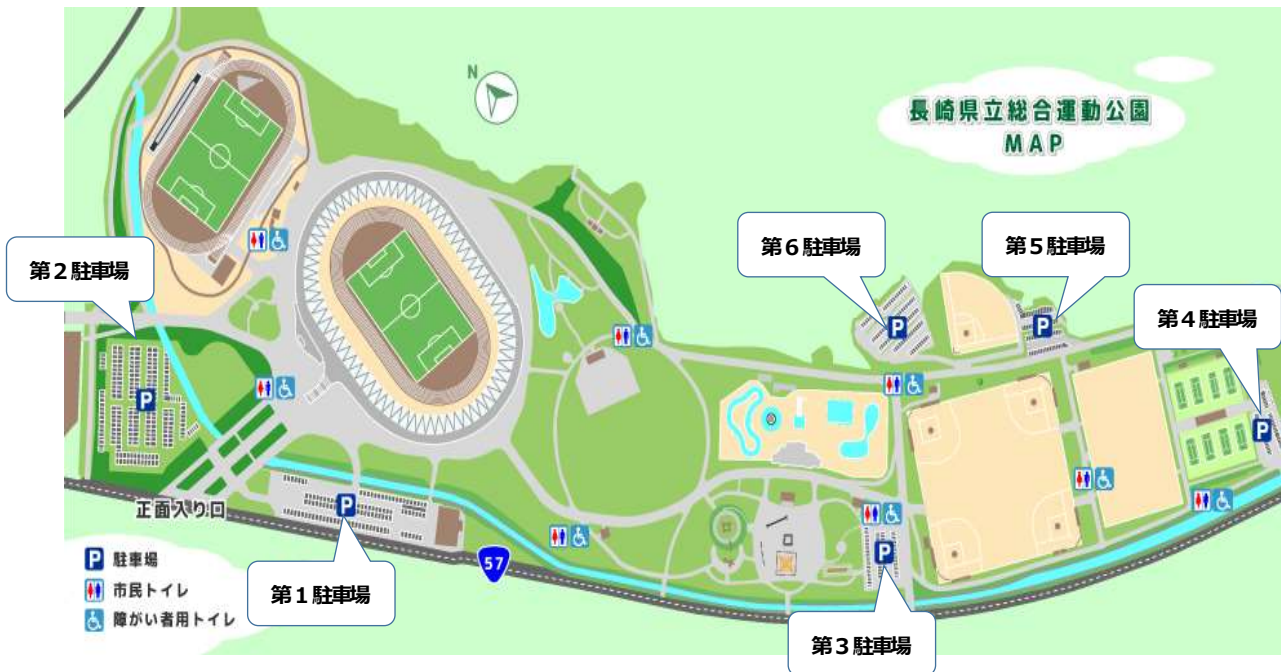 N
長崎県立総合運動公園
MAP
第6駐車場
第5駐車場
第2駐車場
第4駐車場
P
P
P
P
正面入り口
P
57
P
P 駐車場
市民トイレ
障がい者用トイレ
第1駐車場
第3駐車場